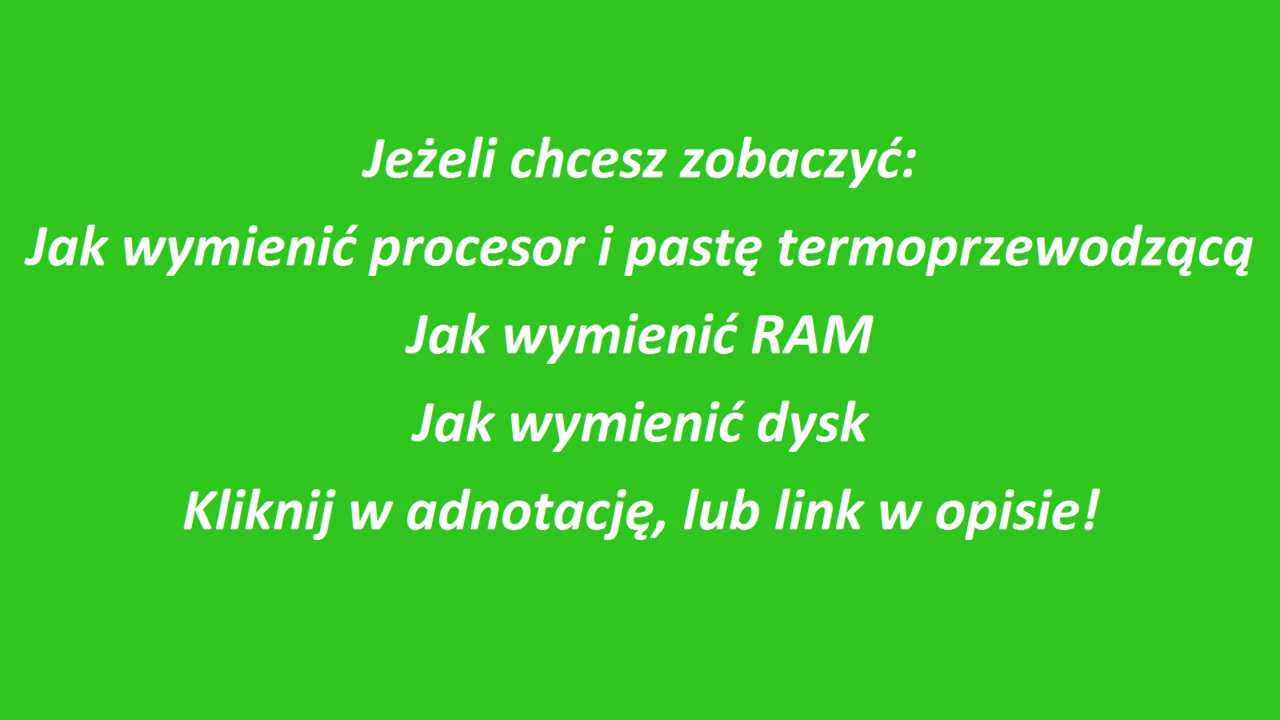 Jeżeli chcesz zobaczyć:
Jak wymienić procesor i pastę termoprzewodzącą
Jak wymienić RAM
Jak wymienić dysk
Kliknij w adnotację, lub link w opisie!